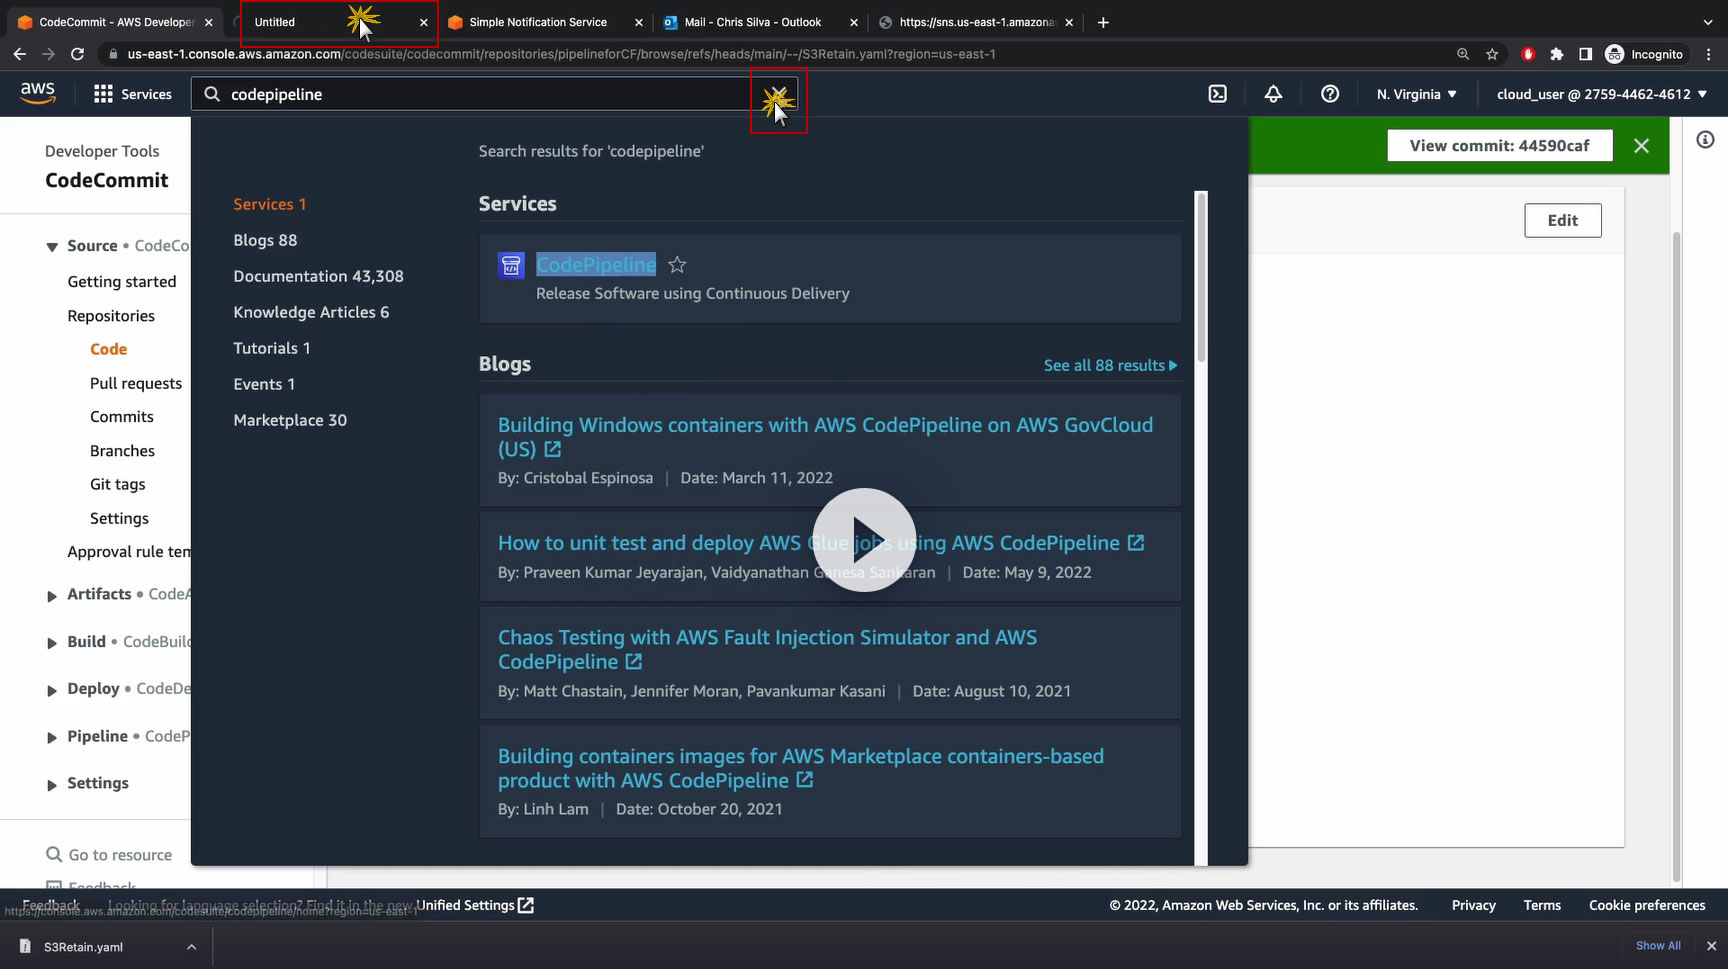 CodeCommit - AWS Developer
Untitled
Simple Notification Service
Mail - Chris Silva - Outlook
https://sns.us-east-1.amazona
us-east-1.console.aws.amazon.com/codesuite/codecommit/repositories/pipelineforCF/browse/refs/heads/main/--/S3Retain.yaml?region=us-east-1
Incognito
aws
Services
codepipeline
N. Virginia
cloud_user @ 2759-4462-4612
Developer Tools
CodeCommit
Source • CodeCo
Getting started
Repositories
Code
Pull requests
Commits
Branches
Git tags
Settings
Approval rule tem
Artifacts • CodeA
Build • CodeBuild
Deploy • CodeDe
Pipeline • CodeP
Settings
Go to resource
Feedback
Search results for 'codepipeline'
Services 1
Blogs 88
Documentation 43,308
Knowledge Articles 6
Tutorials 1
Events 1
Marketplace 30
Services
CodePipeline
Release Software using Continuous Delivery
Blogs
See all 88 results
Building Windows containers with AWS CodePipeline on AWS GovCloud
(US)
By: Cristobal Espinosa | Date: March 11, 2022
How to unit test and deploy AWS Glue jobs using AWS CodePipeline
By: Praveen Kumar Jeyarajan, Vaidyanathan Ganesa Sankaran | Date: May 9, 2022
Chaos Testing with AWS Fault Injection Simulator and AWS
CodePipeline
By: Matt Chastain, Jennifer Moran, Pavankumar Kasani | Date: August 10, 2021
Building containers images for AWS Marketplace containers-based
product with AWS CodePipeline
By: Linh Lam | Date: October 20, 2021
View commit: 44590caf
Edit
Feedback
Looking for language selection? Find it in the new Unified Settings
https://console.aws.amazon.com/codesuite/codepipeline/home?region=us-east-1
© 2022, Amazon Web Services, Inc. or its affiliates.
Privacy
Terms
Cookie preferences
S3Retain.yaml
Show All